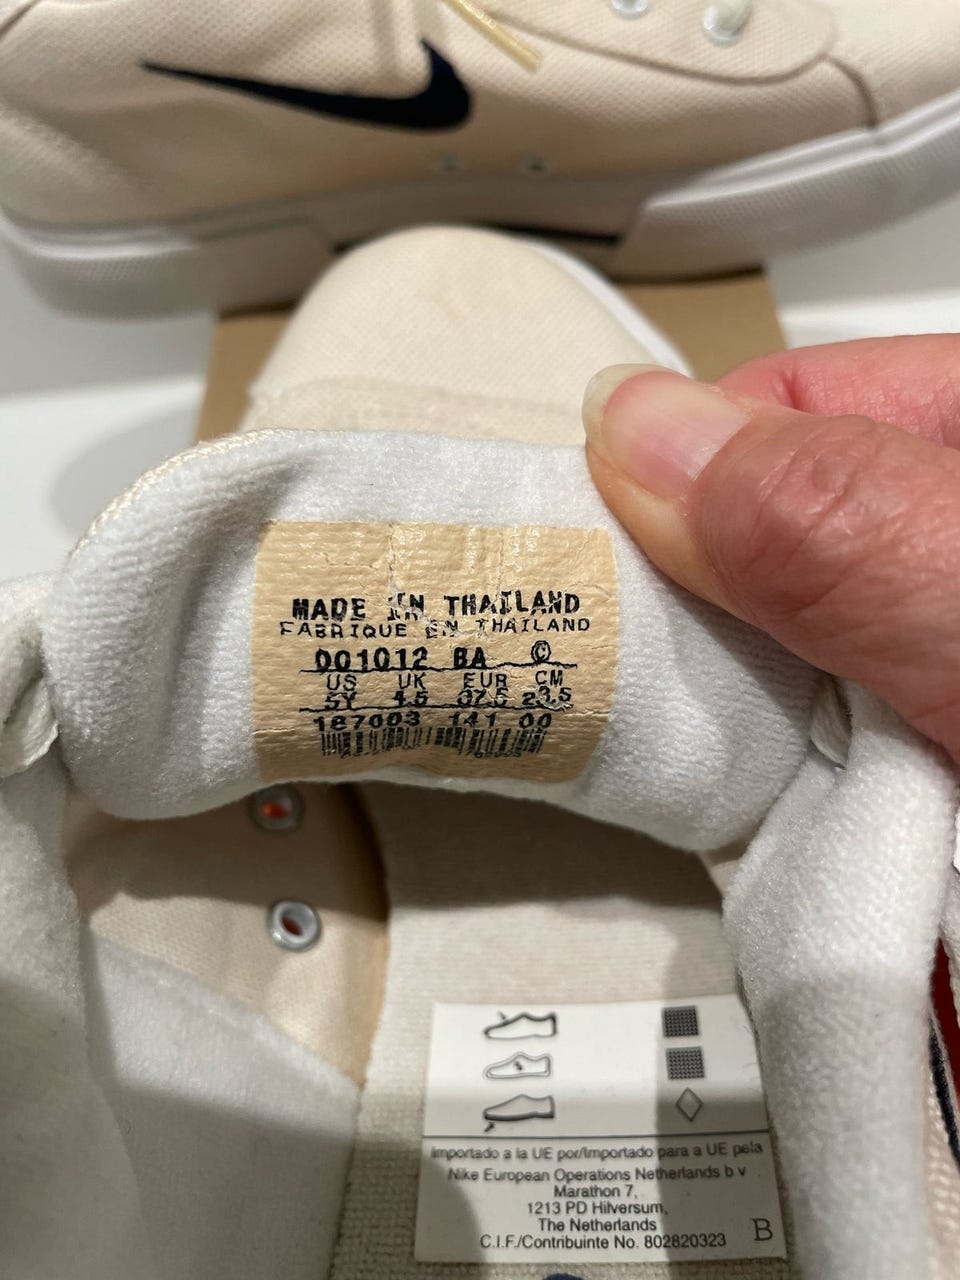 MADE IN THAILAND
FABRIQUE EN THAILAND
001012 BA ©
US UK EUR CM
5Y 4.5 37.5 23.5
187003 141 00
Importado a la UE por/Importado para a UE pela
Nike European Operations Netherlands b v
Marathon 7,
1213 PD Hilversum,
The Netherlands
C.I.F./Contribuinte No. 802820323 B